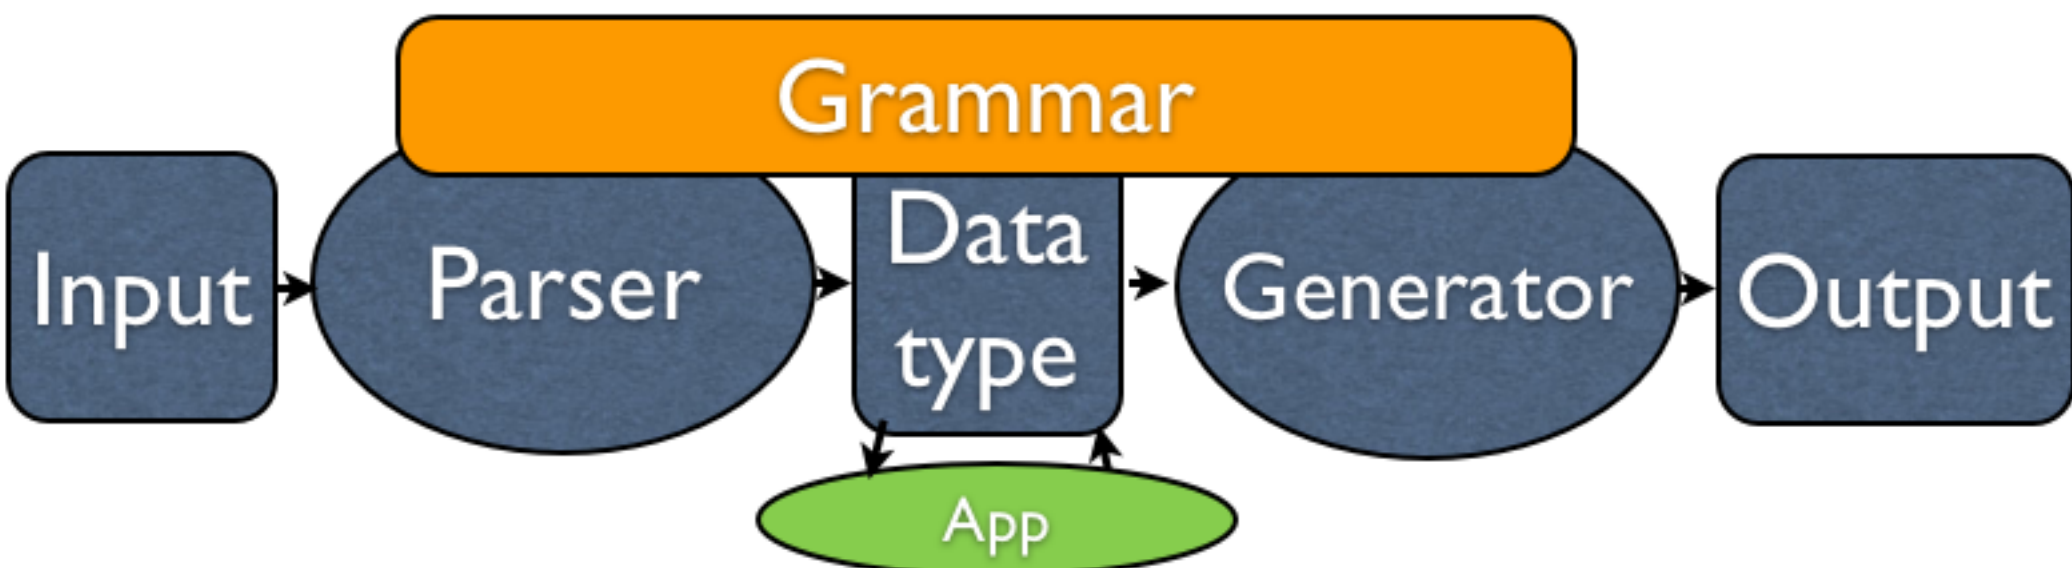 Grammar
Input
Parser
Data
type
Generator
Output
App